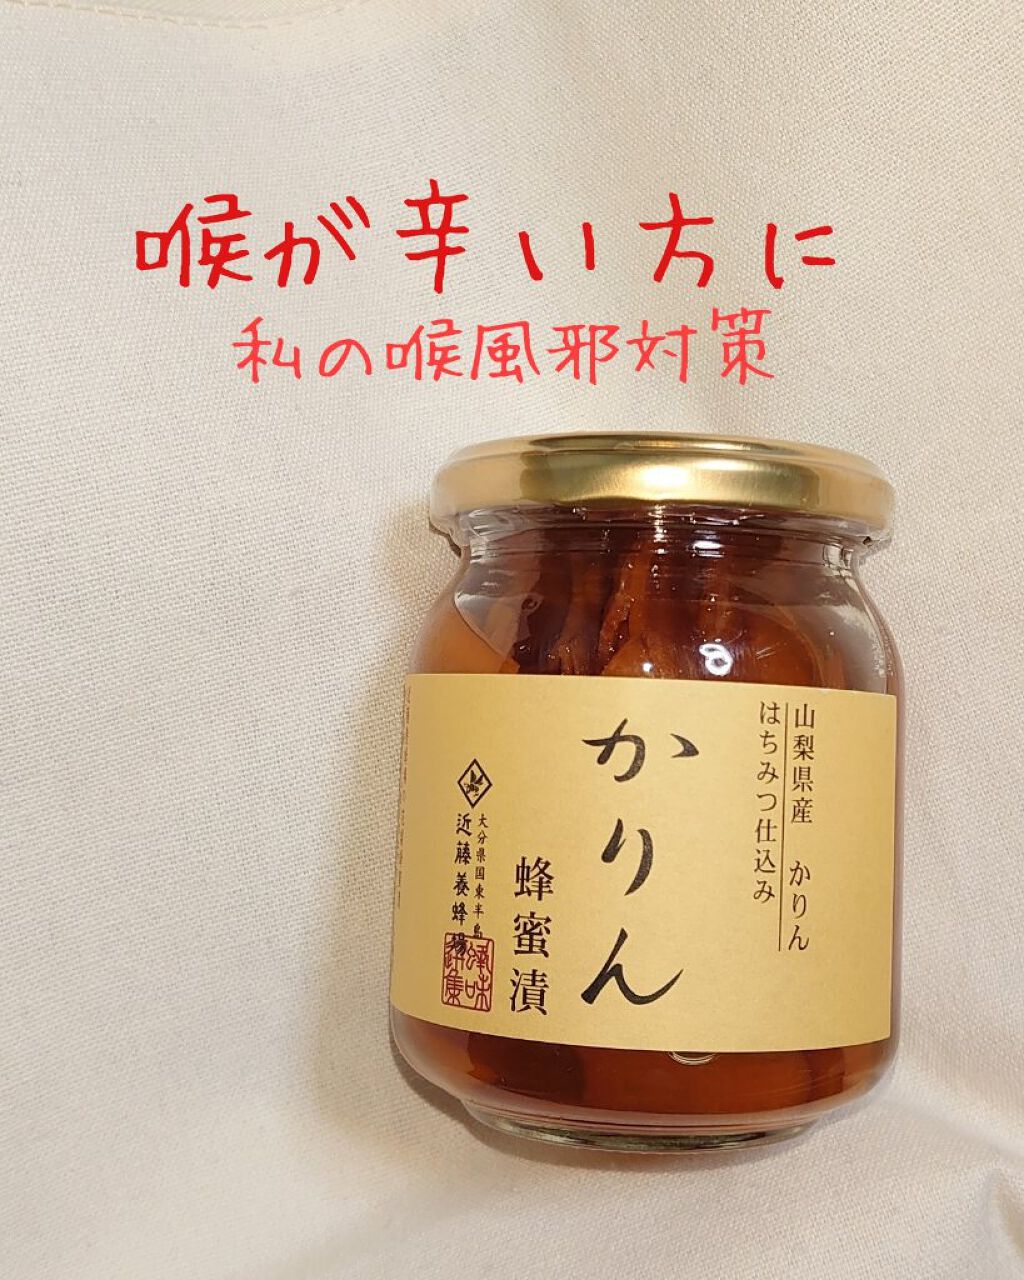 喉が辛い方に
私の喉風邪対策
山梨県産 かりん
はちみつ仕込み
かりん
蜂蜜漬
大分県国東半島
近藤養蜂場